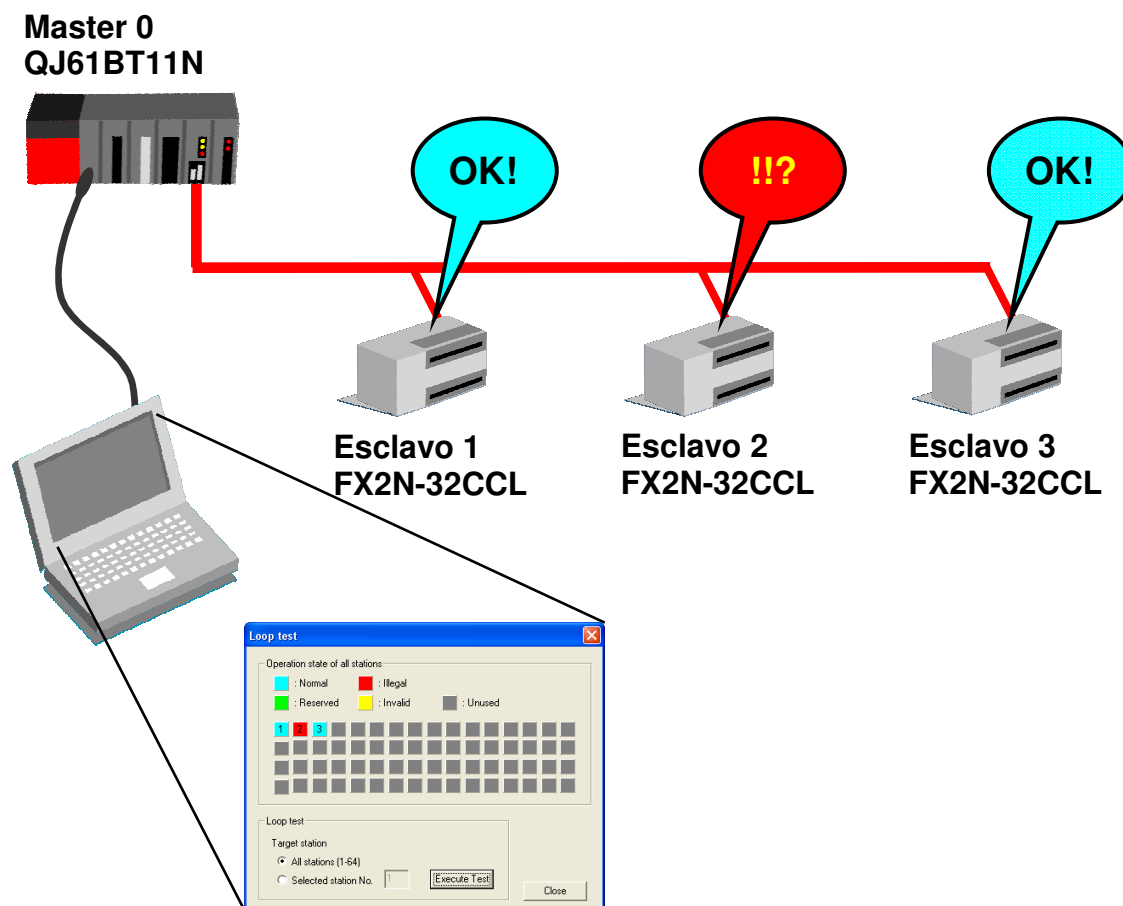 Master 0
QJ61BT11N
OK!
!!?
OK!
Esclavo 1
FX2N-32CCL
Esclavo 2
FX2N-32CCL
Esclavo 3
FX2N-32CCL
Loop test
Operation state of all stations
: Normal
: Illegal
: Reserved
: Invalid
: Unused
1 2 3
Loop test
Target station
All stations (1-64)
Selected station No. 1
Execute Test
Close